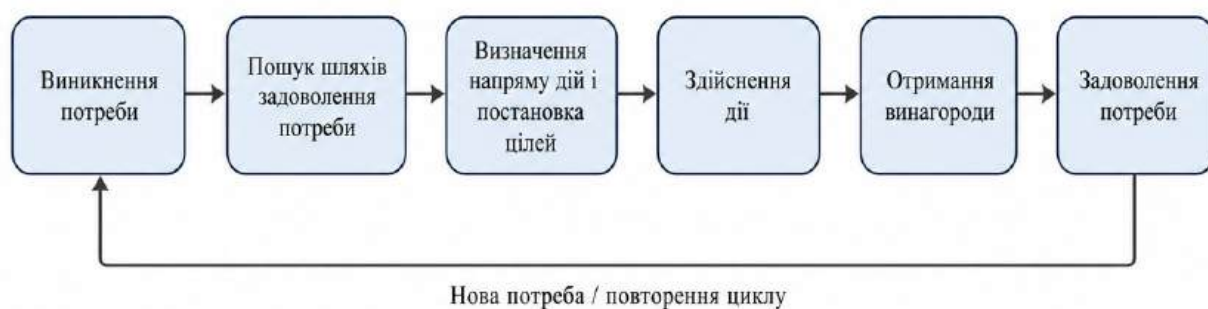 Виникнення
потреби
Пошук шляхів
задоволення
потреби
Визначення
напряму дій і
постановка
цілей
Здійснення
дії
Отримання
винагороди
Задоволення
потреби
Нова потреба / повторення циклу